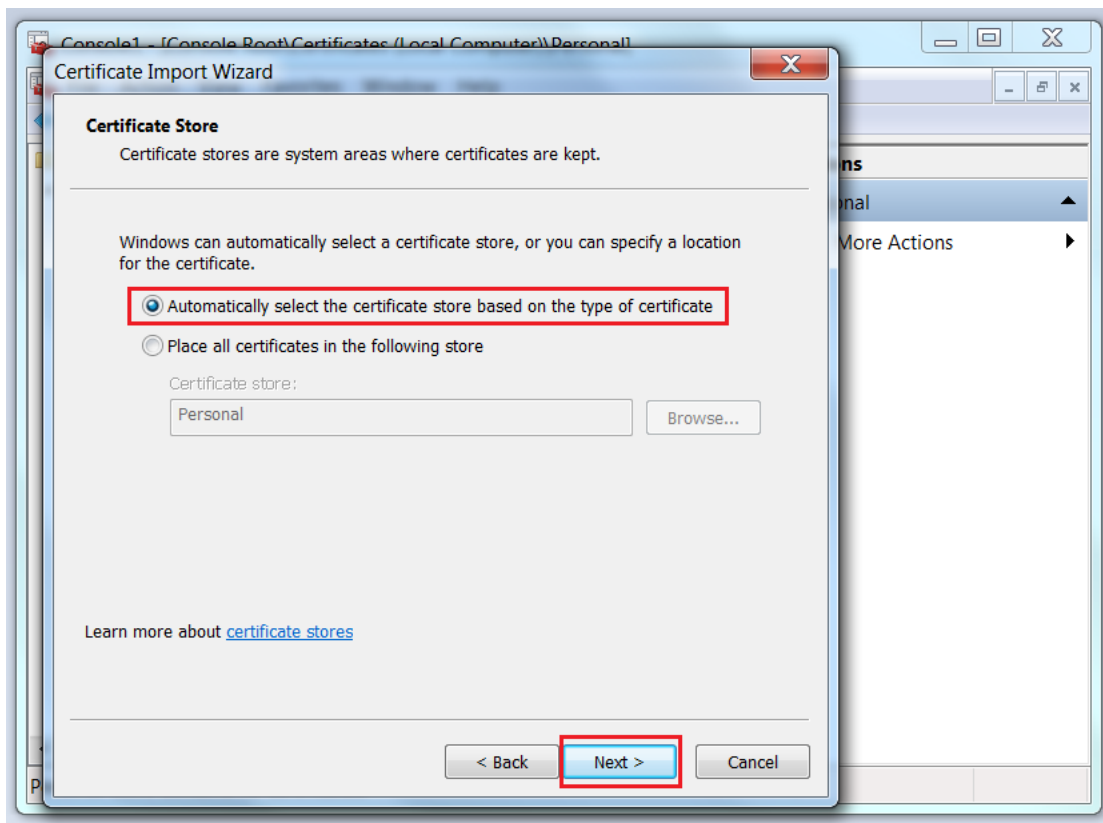 Console1 - [Console Root\Certificates (Local Computer)\Personal]
Certificate Import Wizard
Window Help
Certificate Store
Certificate stores are system areas where certificates are kept.
ns
onal
More Actions
Windows can automatically select a certificate store, or you can specify a location
for the certificate.
Automatically select the certificate store based on the type of certificate
Place all certificates in the following store
Certificate store:
Personal
Browse...
Learn more about certificate stores
< Back
Next >
Cancel
P